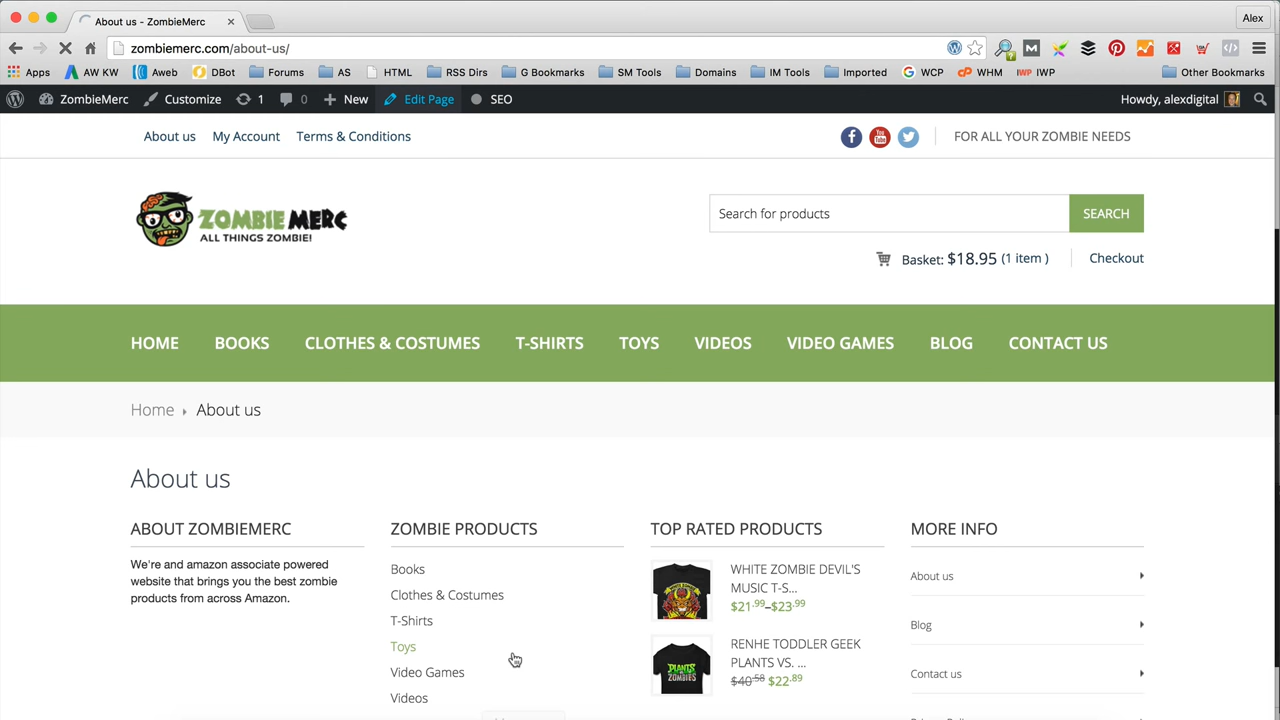 About us - ZombieMerc
Alex
zombiemerc.com/about-us/
Apps AW KW Aweb DBot Forums AS HTML RSS Dirs G Bookmarks SM Tools Domains IM Tools Imported WCP WHM IWP Other Bookmarks
ZombieMerc Customize 1 0 New Edit Page SEO Howdy, alexdigital
About us My Account Terms & Conditions FOR ALL YOUR ZOMBIE NEEDS
ZOMBIE MERC
ALL THINGS ZOMBIE!
Search for products SEARCH
Basket: $18.95 (1 item ) Checkout
HOME BOOKS CLOTHES & COSTUMES T-SHIRTS TOYS VIDEOS VIDEO GAMES BLOG CONTACT US
Home About us
About us
ABOUT ZOMBIEMERC
We're and amazon associate powered
website that brings you the best zombie
products from across Amazon.
ZOMBIE PRODUCTS
Books
Clothes & Costumes
T-Shirts
Toys
Video Games
Videos
TOP RATED PRODUCTS
WHITE ZOMBIE DEVIL'S
MUSIC T-S...
$21.99–$23.99
RENHE TODDLER GEEK
PLANTS VS. ...
$40.58 $22.89
MORE INFO
About us
Blog
Contact us